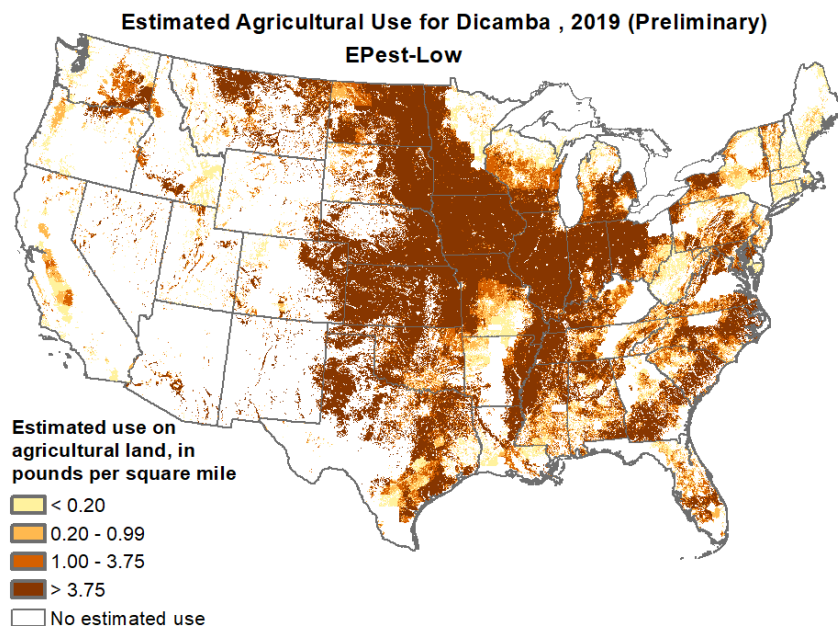 Estimated Agricultural Use for Dicamba , 2019 (Preliminary)
EPest-Low
Estimated use on
agricultural land, in
pounds per square mile
< 0.20
0.20 - 0.99
1.00 - 3.75
> 3.75
No estimated use